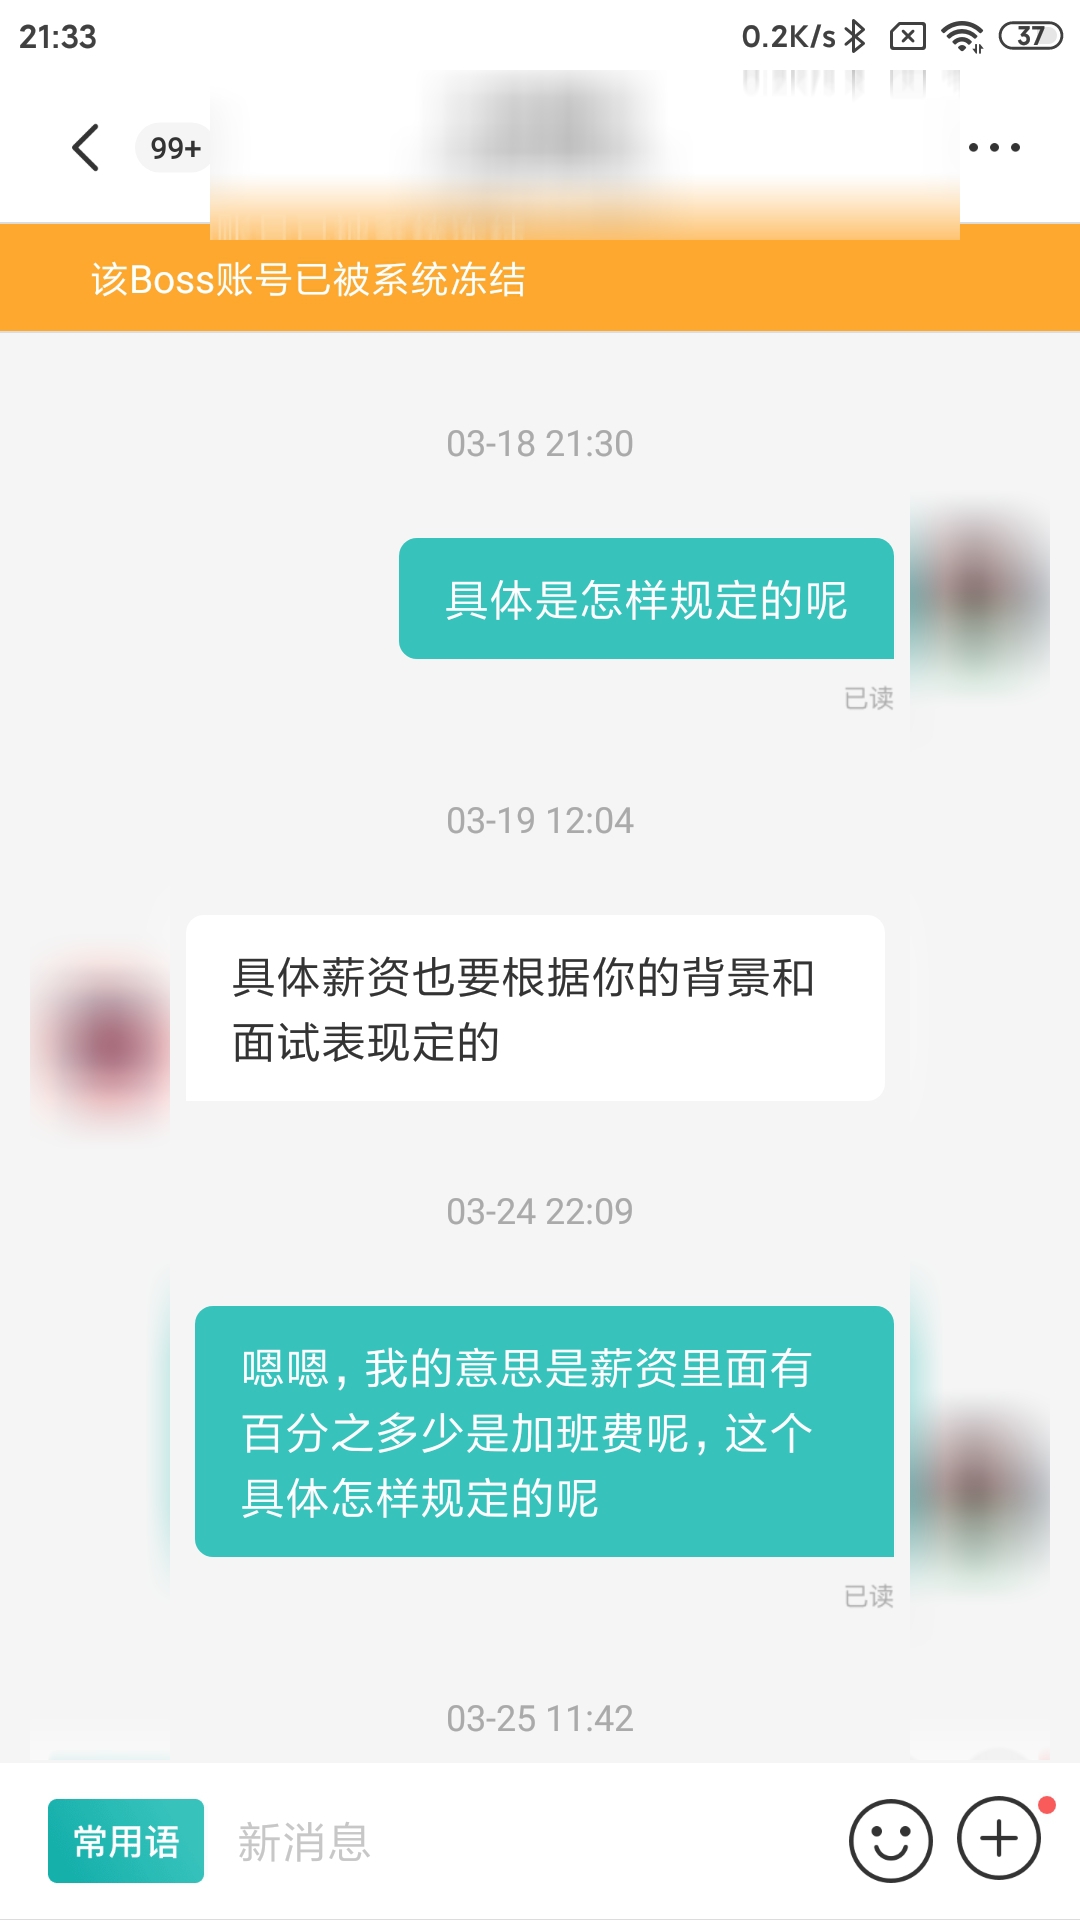 21:33
0.2K/s
37
99+
该Boss账号已被系统冻结
03-18 21:30
具体是怎样规定的呢
已读
03-19 12:04
具体薪资也要根据你的背景和
面试表现定的
03-24 22:09
嗯嗯，我的意思是薪资里面有
百分之多少是加班费呢，这个
具体怎样规定的呢
已读
03-25 11:42
常用语
新消息